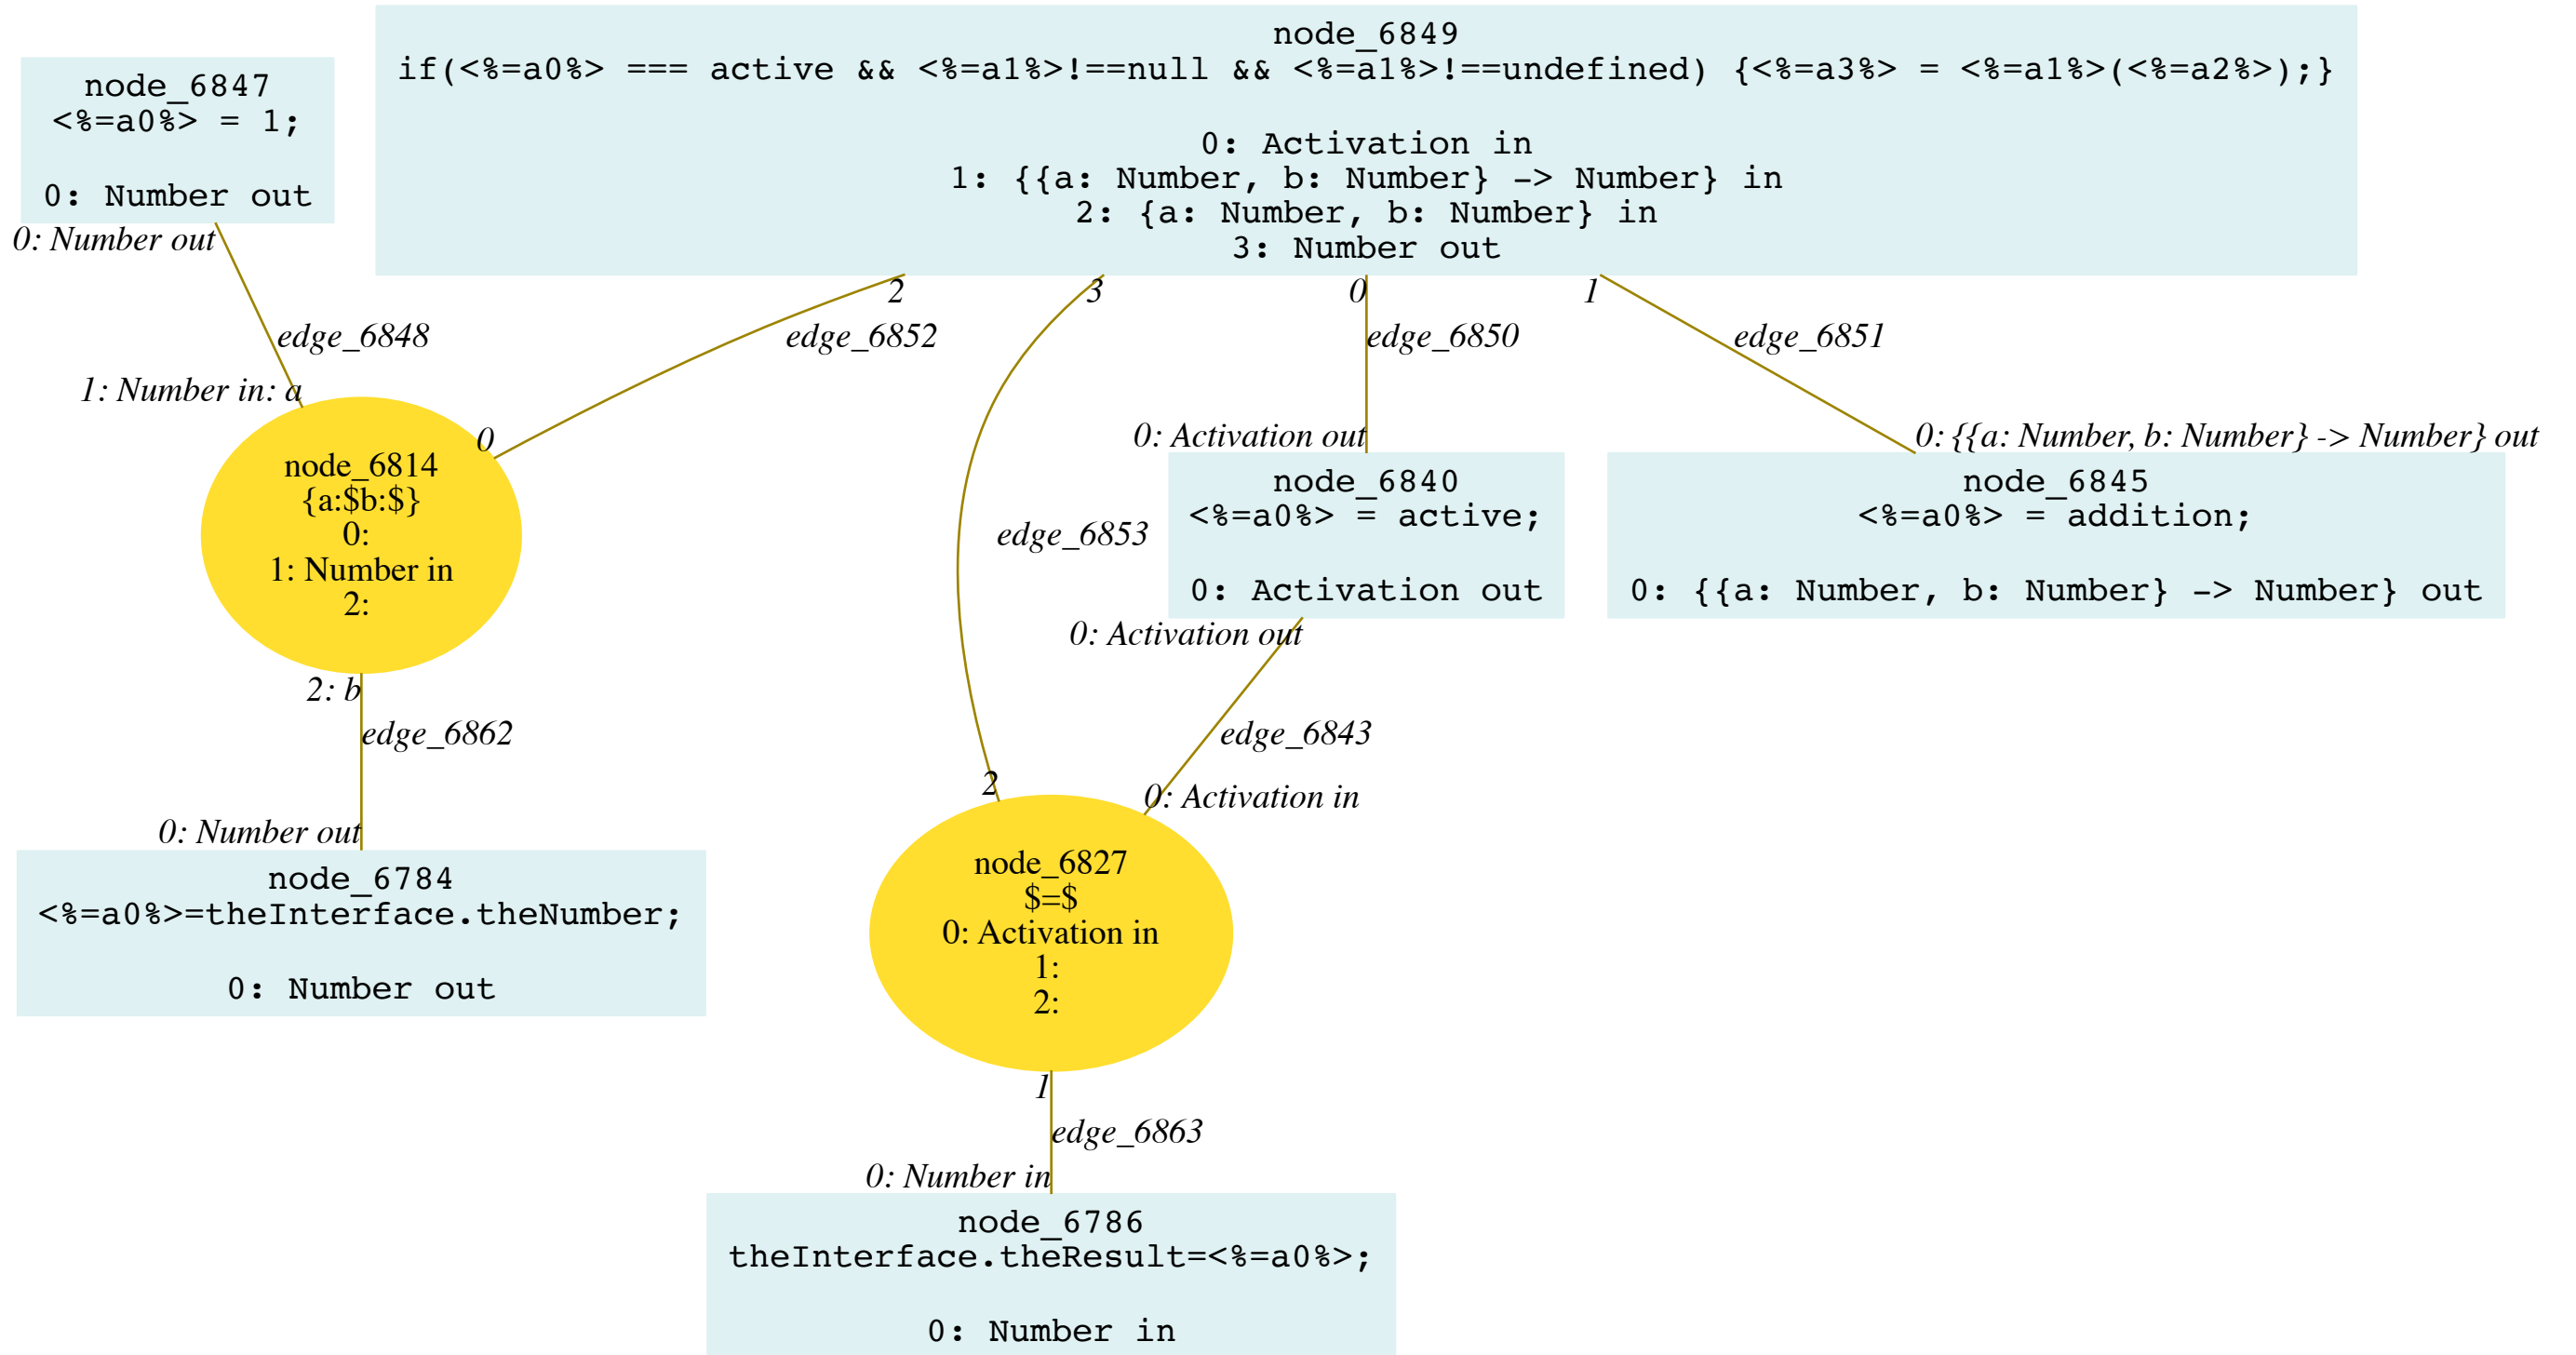 node_6849
if(<%=a0%> === active && <%=a1%>!==null && <%=a1%>!==undefined) {<%=a3%> = <%=a1%>(<%=a2%>);}
0: Activation in
1: {{a: Number, b: Number} -> Number} in
2: {a: Number, b: Number} in
3: Number out
node_6847
<%=a0%> = 1;
0: Number out
0: Number out
2
3
0
1
edge_6848
edge_6852
edge_6850
edge_6851
1: Number in: a
0
0: Activation out
0: {{a: Number, b: Number} -> Number} out
node_6814
{a:$b:$}
0:
1: Number in
2:
edge_6853
node_6840
<%=a0%> = active;
0: Activation out
node_6845
<%=a0%> = addition;
0: {{a: Number, b: Number} -> Number} out
0: Activation out
2: b
edge_6862
edge_6843
2
0: Activation in
0: Number out
node_6784
<%=a0%>=theInterface.theNumber;
0: Number out
node_6827
$=$
0: Activation in
1:
2:
1
edge_6863
0: Number in
node_6786
theInterface.theResult=<%=a0%>;
0: Number in